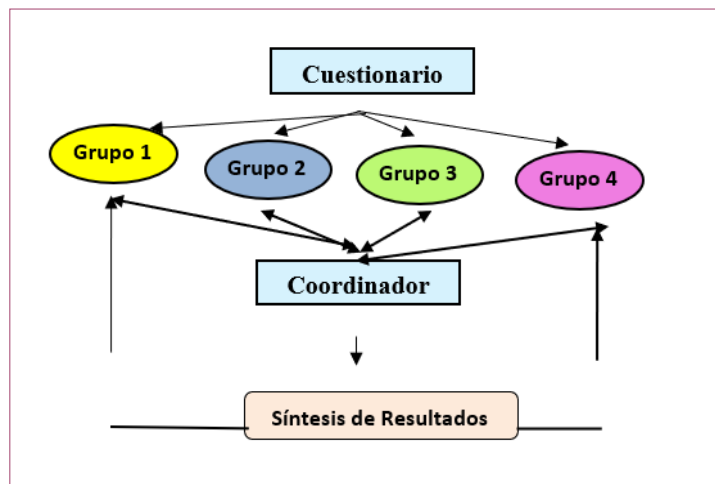 Cuestionario
Grupo 1
Grupo 2
Grupo 3
Grupo 4
Coordinador
Síntesis de Resultados